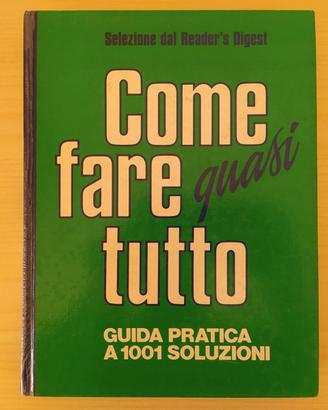 Selezione dal Reader's Digest
Come
fare quasi
tutto
GUIDA PRATICA
A 1001 SOLUZIONI